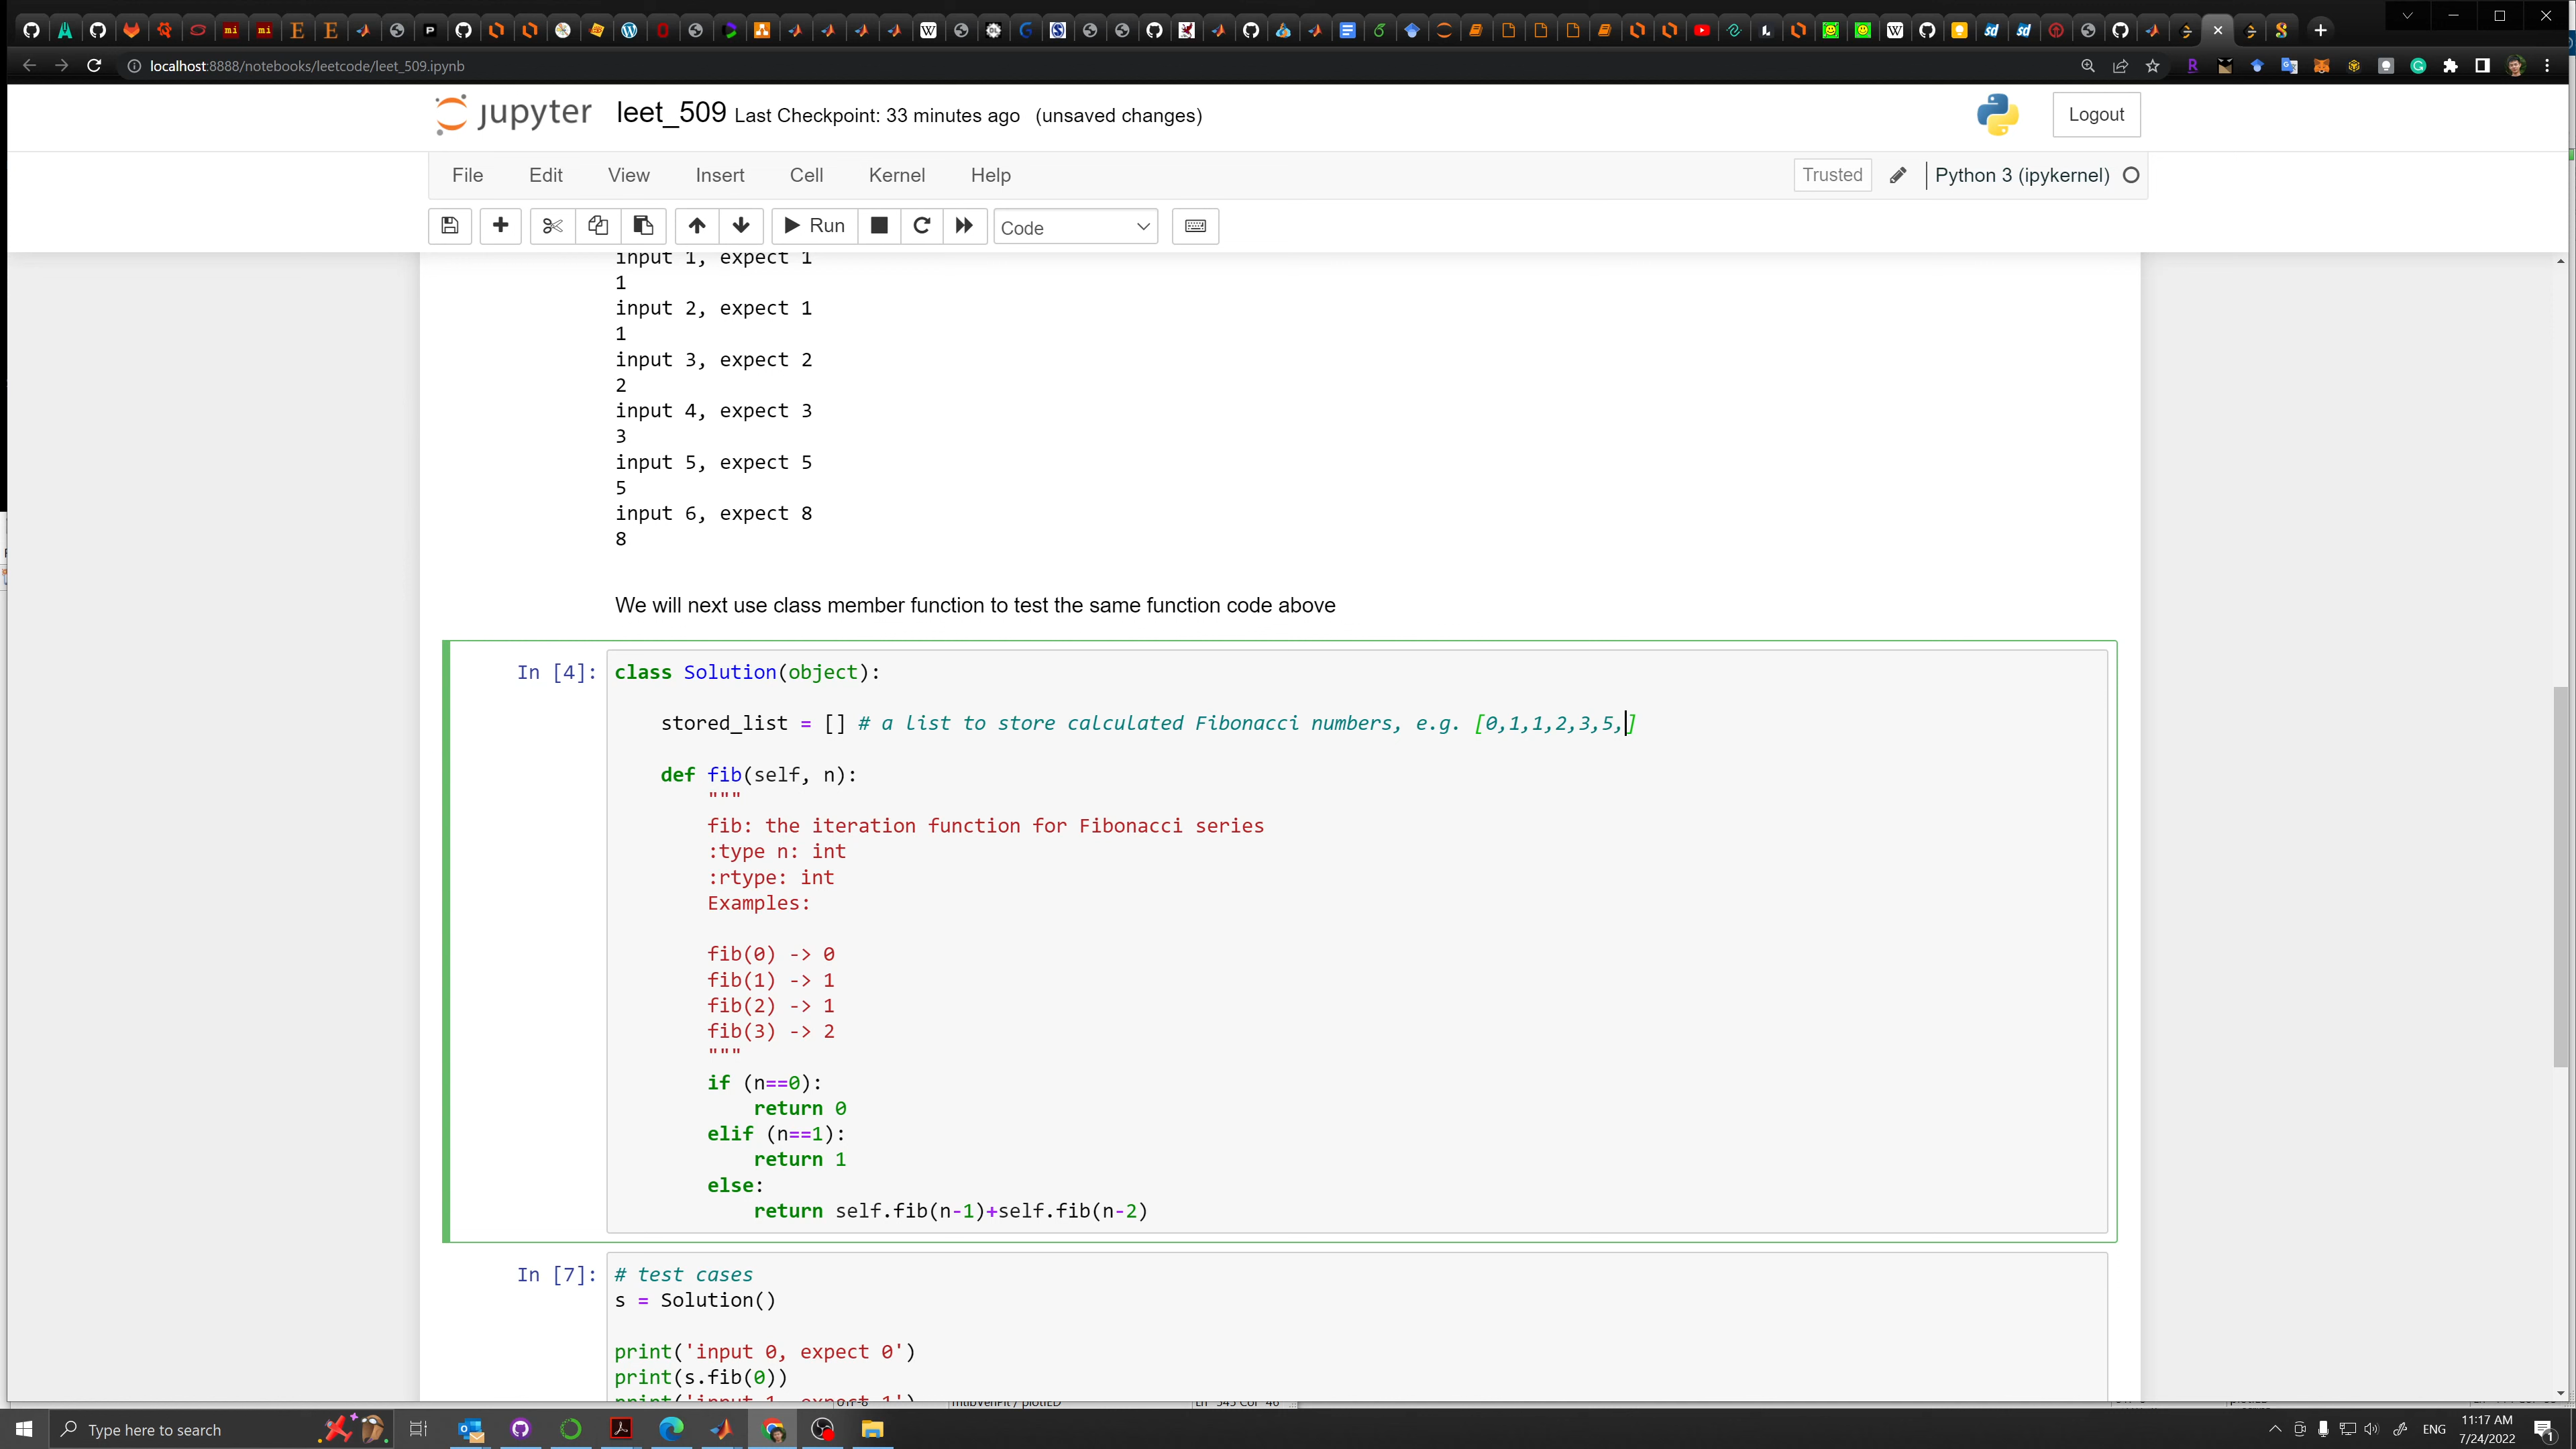 localhost:8888/notebooks/leetcode/leet_509.ipynb
jupyter leet_509 Last Checkpoint: 33 minutes ago (unsaved changes)
Logout
File Edit View Insert Cell Kernel Help
Trusted Python 3 (ipykernel)
Run Code
input 1, expect 1
1
input 2, expect 1
1
input 3, expect 2
2
input 4, expect 3
3
input 5, expect 5
5
input 6, expect 8
8
We will next use class member function to test the same function code above
In [4]: class Solution(object):
stored_list = [] # a list to store calculated Fibonacci numbers, e.g. [0,1,1,2,3,5,]
def fib(self, n):
"""
fib: the iteration function for Fibonacci series
:type n: int
:rtype: int
Examples:
fib(0) -> 0
fib(1) -> 1
fib(2) -> 1
fib(3) -> 2
"""
if (n==0):
return 0
elif (n==1):
return 1
else:
return self.fib(n-1)+self.fib(n-2)
In [7]: # test cases
s = Solution()
print('input 0, expect 0')
print(s.fib(0))
print('input 1, expect 1')
Type here to search
ENG
11:17 AM
7/24/2022